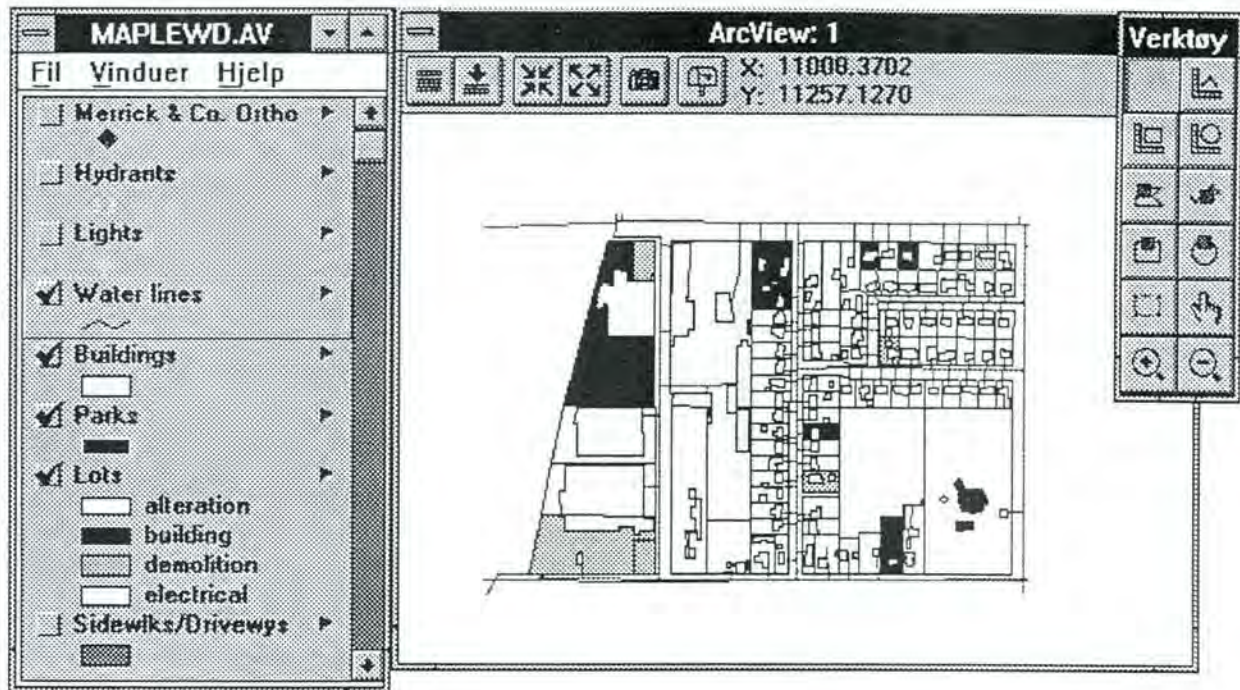 MAPLEWD.AV
Fil Vinduer Hjelp
Merrick & Co. Ortho
Hydrants
Lights
Water lines
Buildings
Parks
Lots
alteration
building
demolition
electrical
Sidewlks/Drivewys
ArcView: 1
X: 11008.3702
Y: 11257.1270
Verktøy